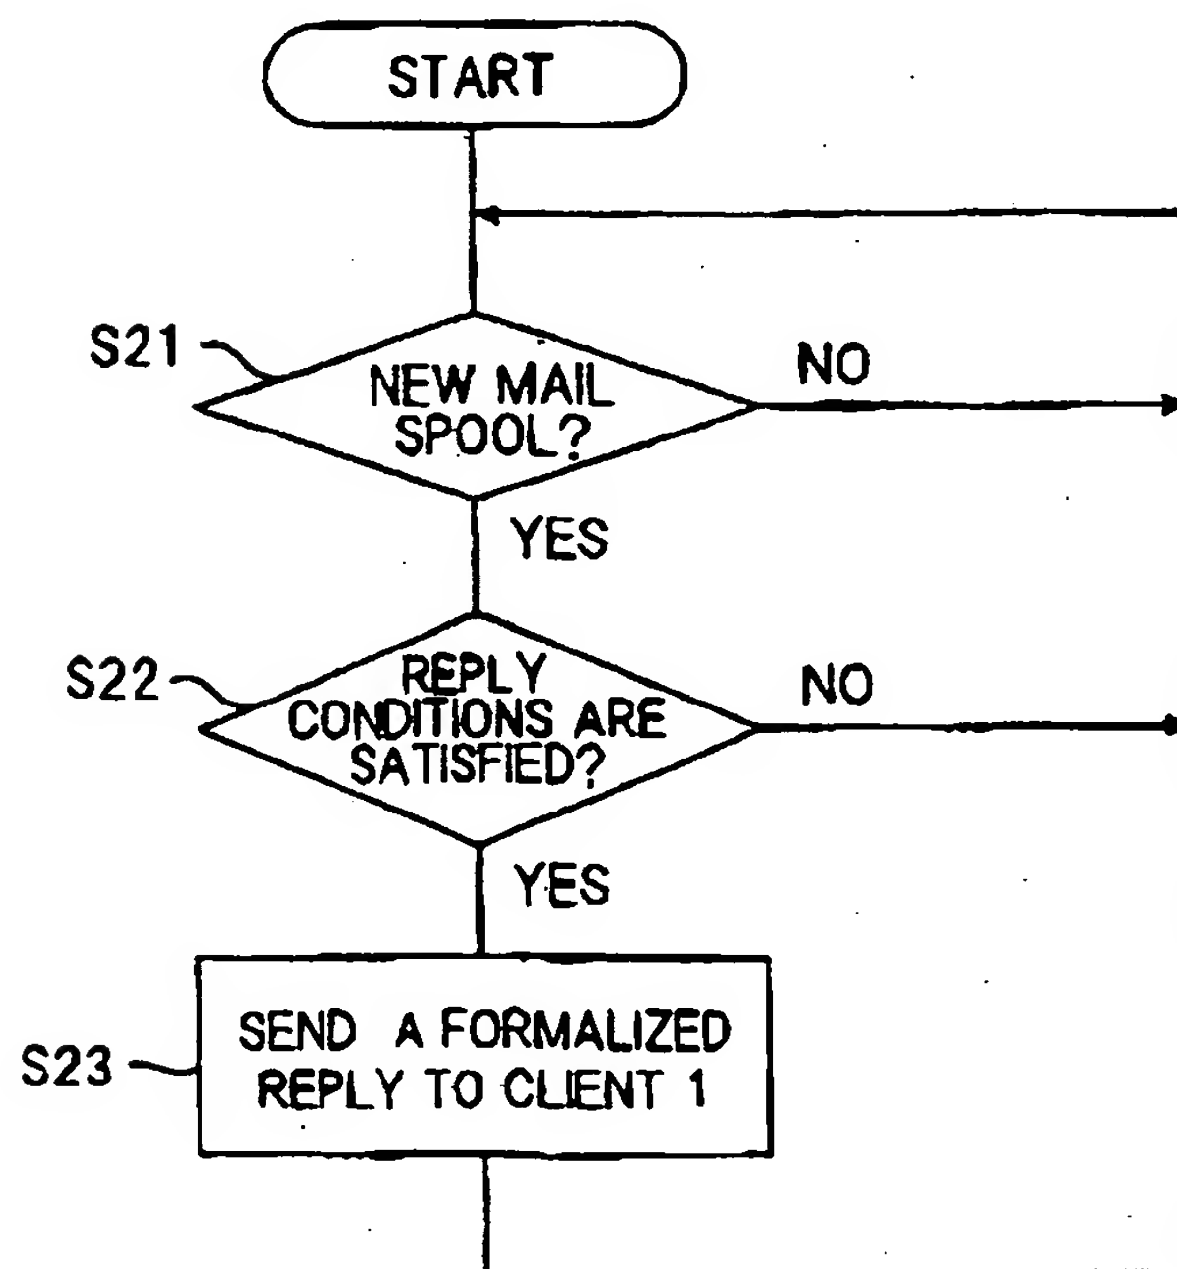 START
S21
NEW MAIL
SPOOL?
NO
YES
S22
REPLY
CONDITIONS ARE
SATISFIED?
NO
YES
S23
SEND A FORMALIZED
REPLY TO CLIENT 1